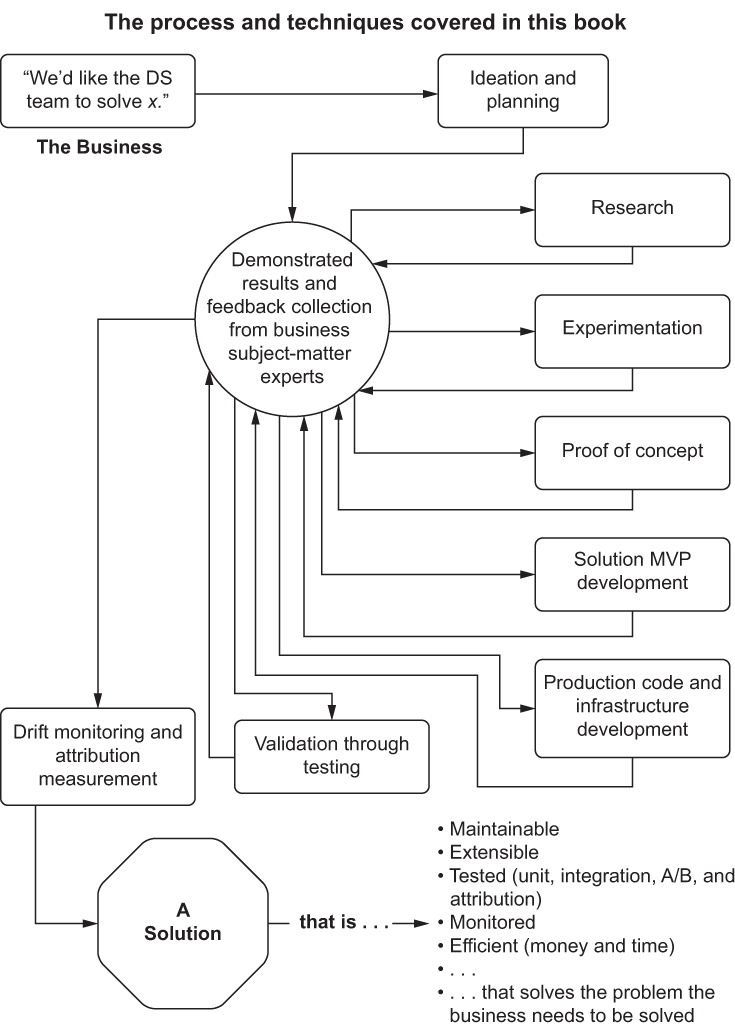 The process and techniques covered in this book
“We’d like the DS
team to solve x.”
Ideation and
planning
The Business
Research
Demonstrated
results and
feedback collection
from business
subject-matter
experts
Experimentation
Proof of concept
Solution MVP
development
Production code and
infrastructure
development
Drift monitoring and
attribution
measurement
Validation through
testing
A
Solution
that is . . .
• Maintainable
• Extensible
• Tested (unit, integration, A/B, and
attribution)
• Monitored
• Efficient (money and time)
• . . .
• . . . that solves the problem the
business needs to be solved